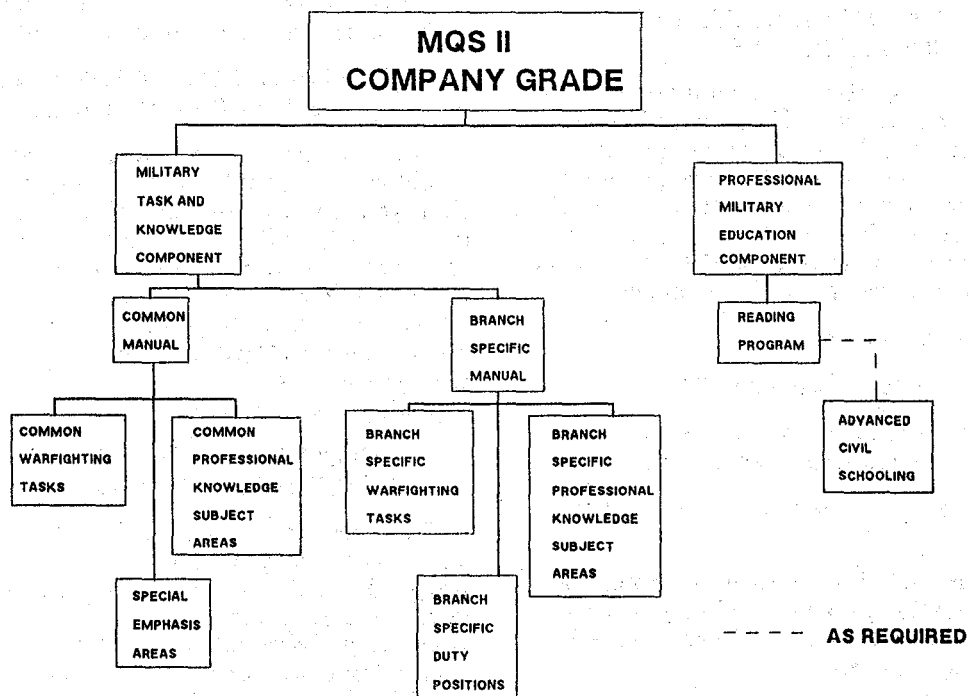 MQS II
COMPANY GRADE
MILITARY
TASK AND
KNOWLEDGE
COMPONENT
PROFESSIONAL
MILITARY
EDUCATION
COMPONENT
COMMON
MANUAL
BRANCH
SPECIFIC
MANUAL
READING
PROGRAM
COMMON
WARFIGHTING
TASKS
COMMON
PROFESSIONAL
KNOWLEDGE
SUBJECT
AREAS
BRANCH
SPECIFIC
WARFIGHTING
TASKS
BRANCH
SPECIFIC
PROFESSIONAL
KNOWLEDGE
SUBJECT
AREAS
ADVANCED
CIVIL
SCHOOLING
SPECIAL
EMPHASIS
AREAS
BRANCH
SPECIFIC
DUTY
POSITIONS
AS REQUIRED